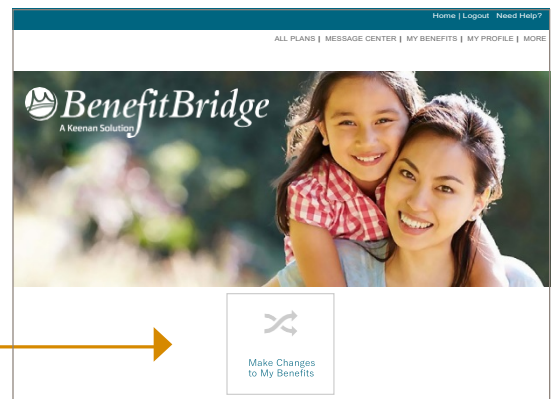 Home | Logout Need Help?
ALL PLANS | MESSAGE CENTER | MY BENEFITS | MY PROFILE | MORE
BenefitBridge
A Keenan Solution
Make Changes
to My Benefits